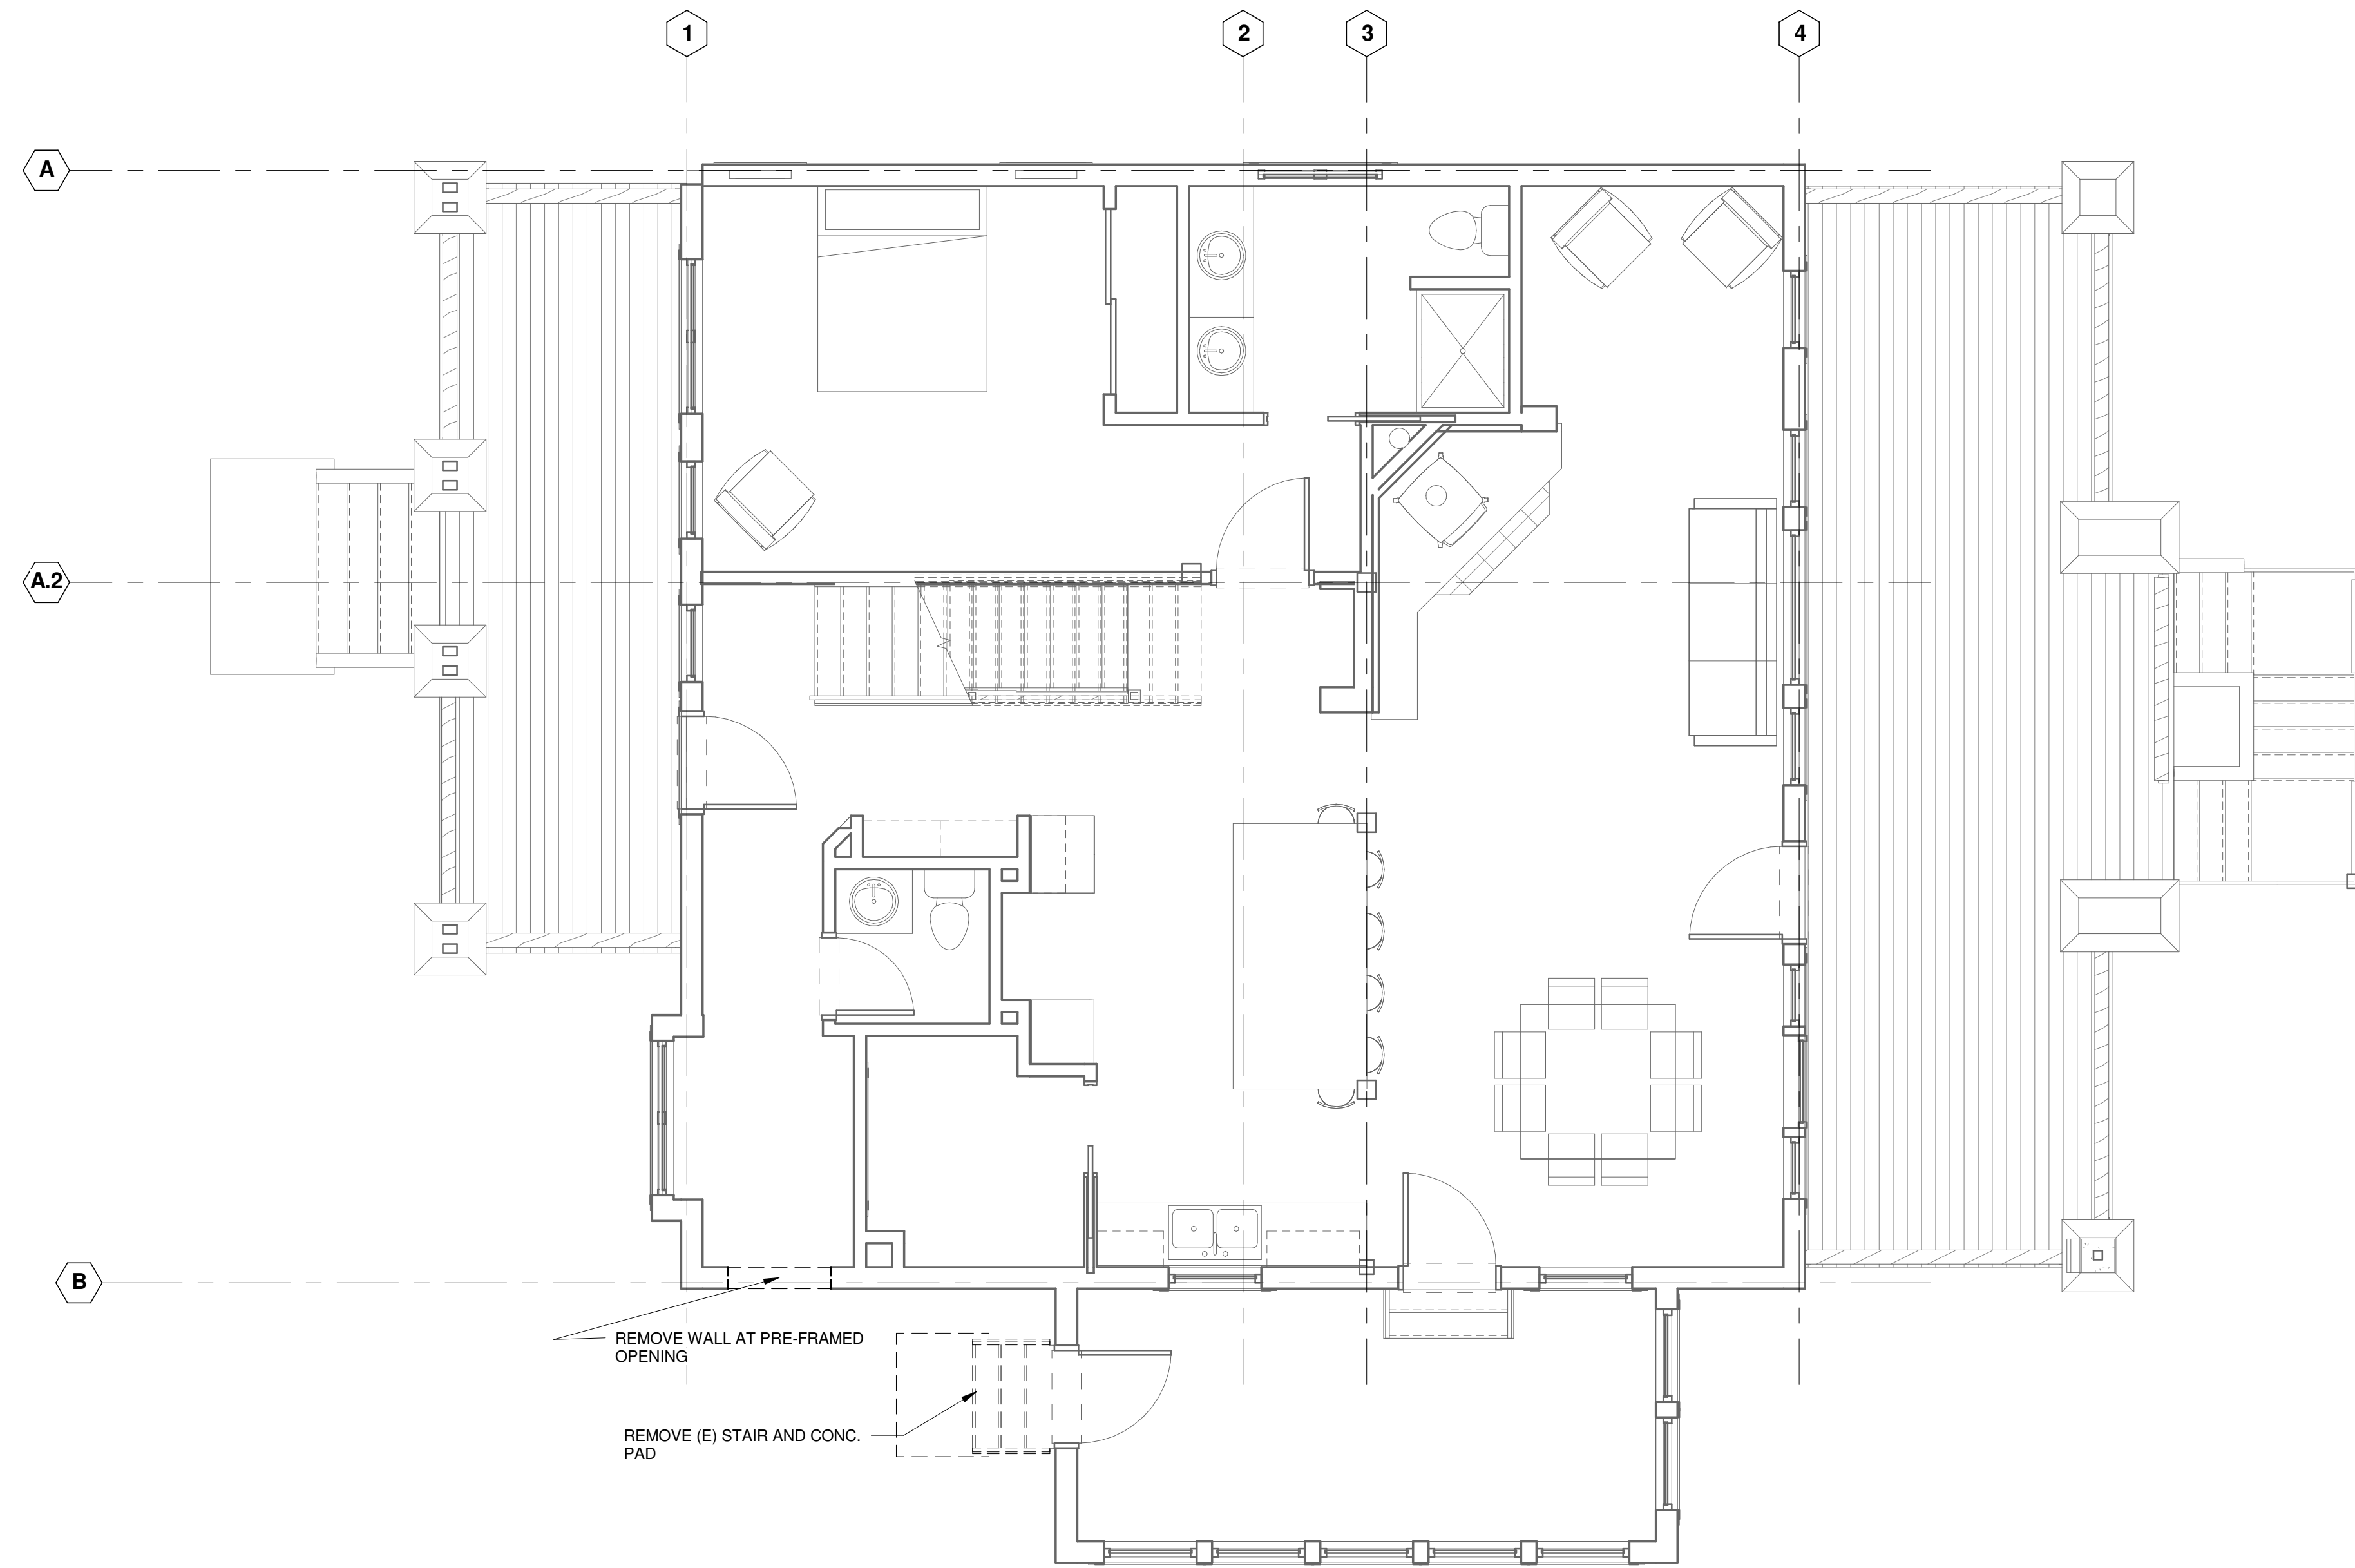 1
2
3
4
A
A.2
B
REMOVE WALL AT PRE-FRAMED
OPENING
REMOVE (E) STAIR AND CONC.
PAD